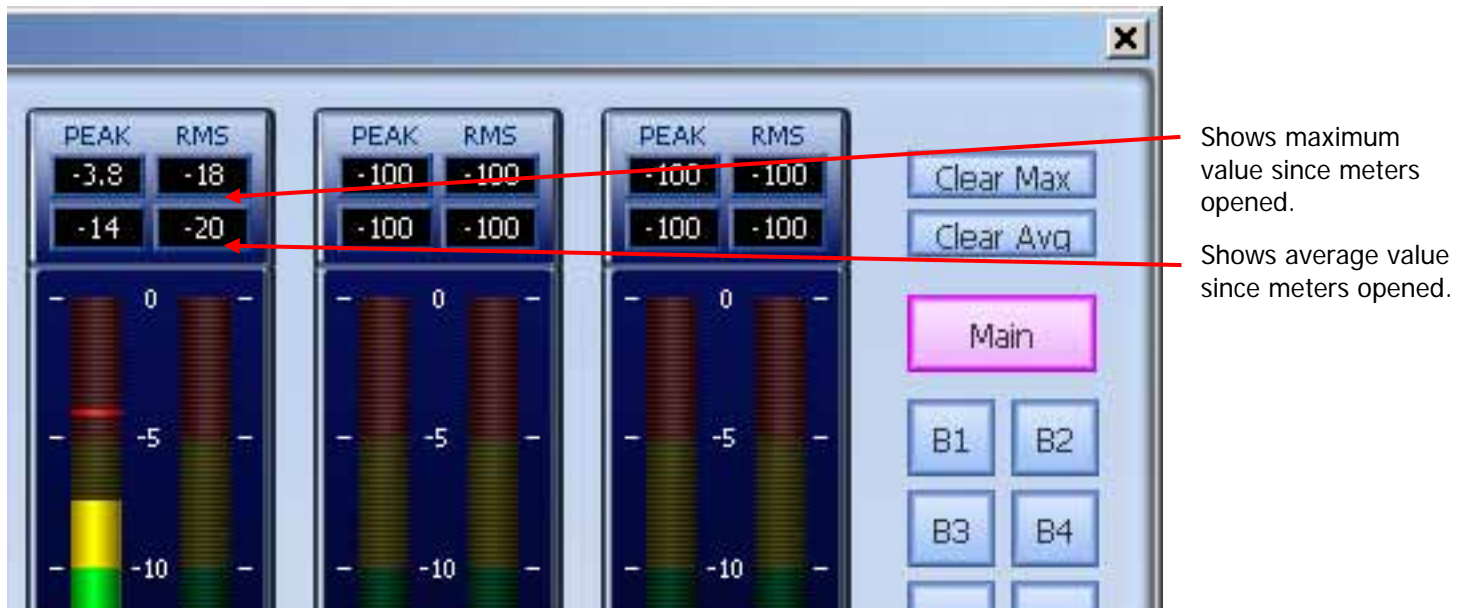 PEAK RMS PEAK RMS PEAK RMS
-3.8 -18 -100 -100 -100 -100
-14 -20 -100 -100 -100 -100
Clear Max
Clear Avg
Shows maximum
value since meters
opened.
Shows average value
since meters opened.
0 0 0
Main
-5 -5 -5
B1 B2
B3 B4
-10 -10 -10